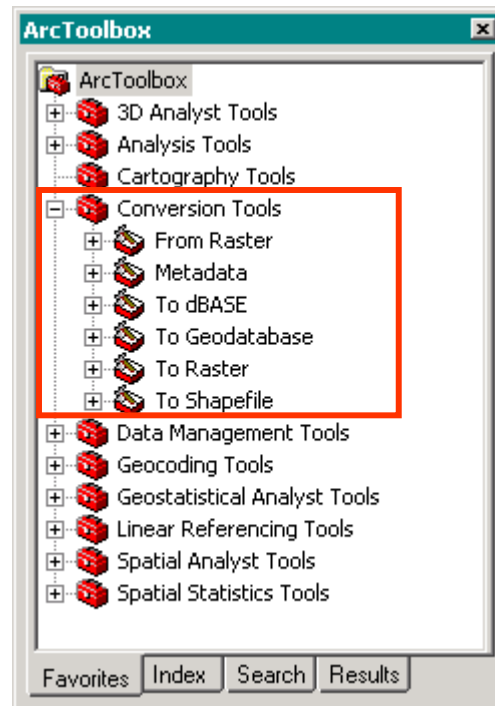 ArcToolbox
ArcToolbox
3D Analyst Tools
Analysis Tools
Cartography Tools
Conversion Tools
From Raster
Metadata
To dBASE
To Geodatabase
To Raster
To Shapefile
Data Management Tools
Geocoding Tools
Geostatistical Analyst Tools
Linear Referencing Tools
Spatial Analyst Tools
Spatial Statistics Tools
Favorites Index Search Results